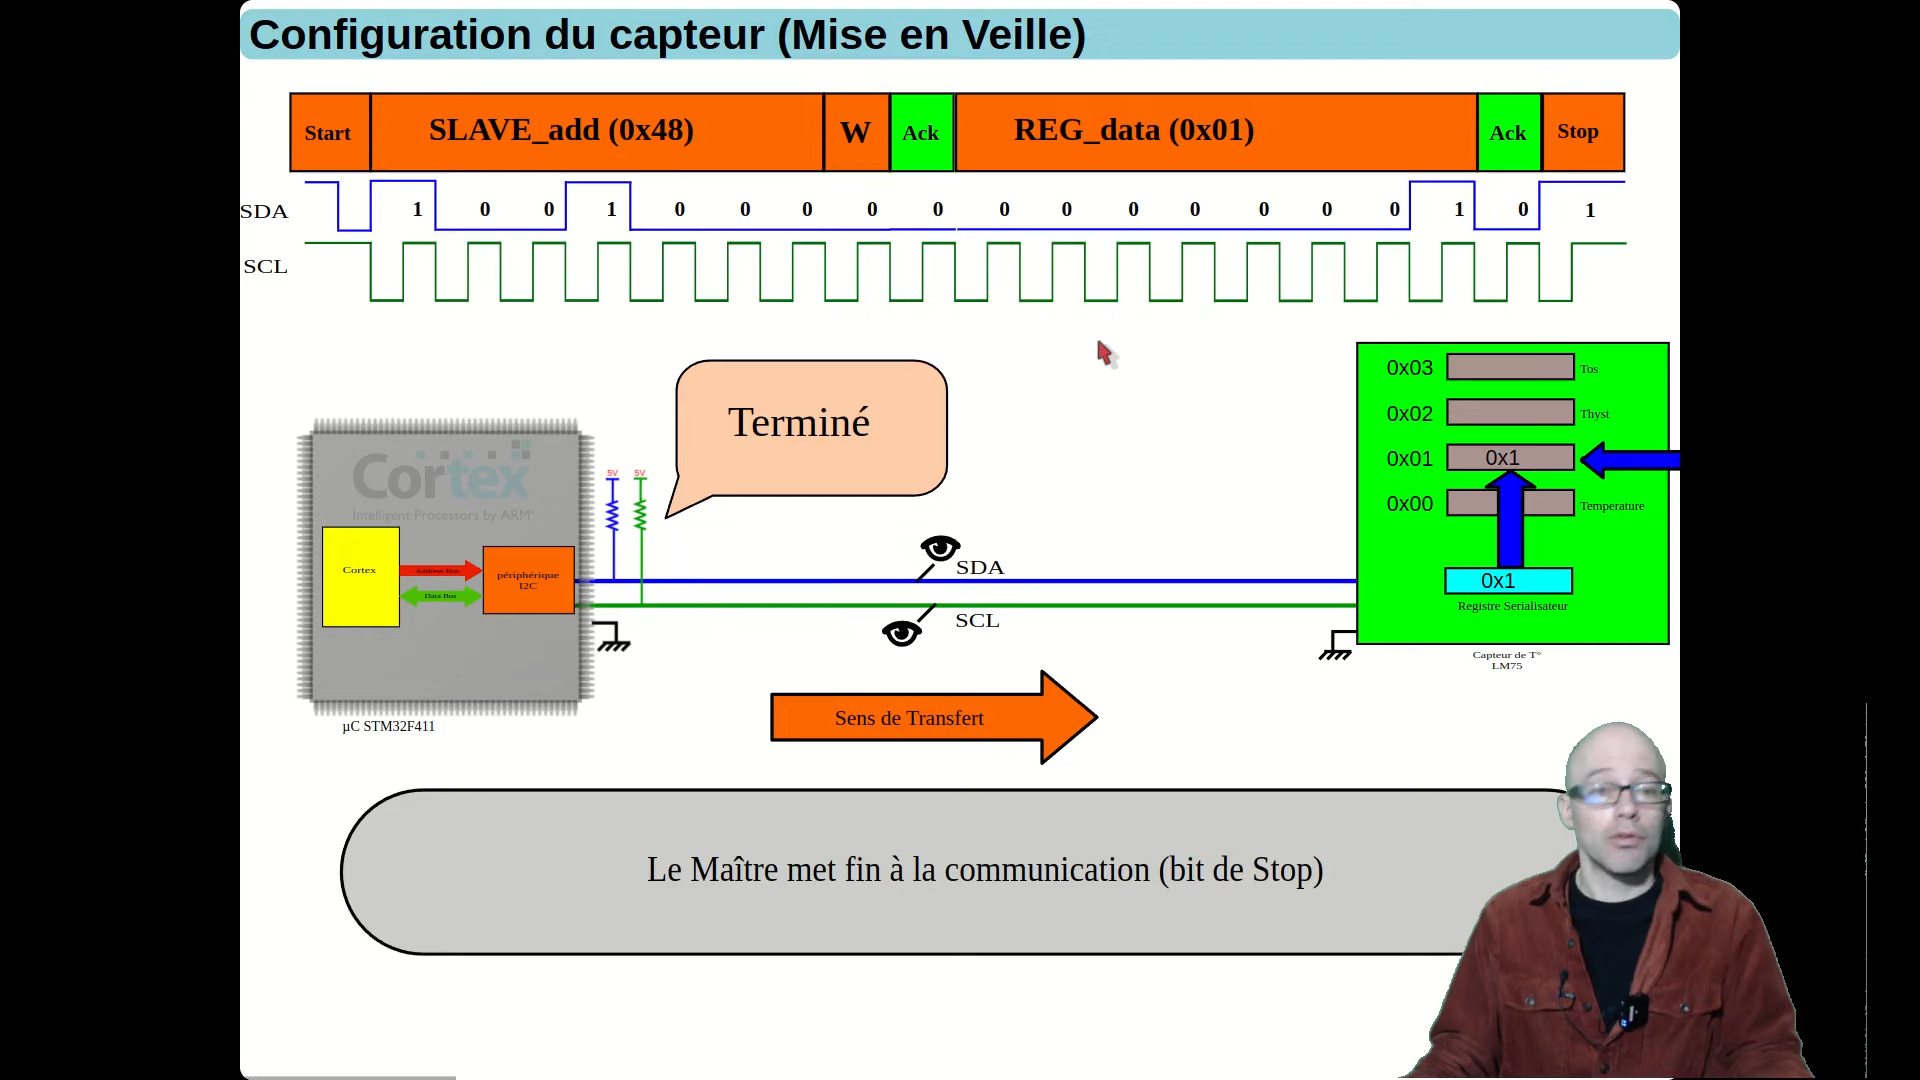 Configuration du capteur (Mise en Veille)
Start SLAVE_add (0x48) W Ack REG_data (0x01) Ack Stop
SDA 1 0 0 1 0 0 0 0 0 0 0 0 0 0 0 0 1 0 1
SCL
Terminé
0x03 Tos
0x02 Thyst
0x01 0x1
0x00 Temperature
0x1
Registre Serialisateur
Capteur de T°
LM75
Cortex
Intelligent Processors by ARM®
5V 5V
Cortex
Address Bus
Data Bus
périphérique
I2C
SDA
SCL
µC STM32F411
Sens de Transfert
Le Maître met fin à la communication (bit de Stop)